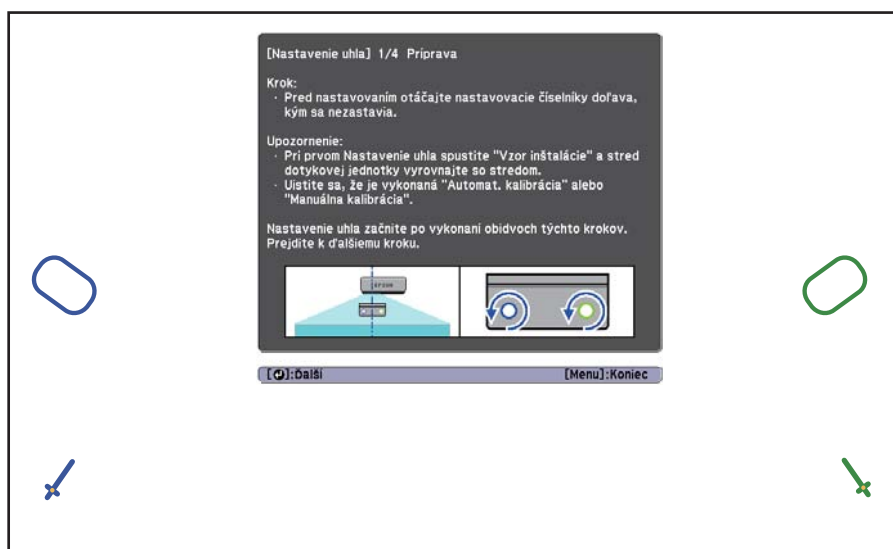 [Nastavenie uhla] 1/4 Príprava
Krok:
· Pred nastavovaním otáčajte nastavovacie číselníky doľava,
kým sa nezastavia.
Upozornenie:
· Pri prvom Nastavenie uhla spustite "Vzor inštalácie" a stred
dotykovej jednotky vyrovnajte so stredom.
· Uistite sa, že je vykonaná "Automat. kalibrácia" alebo
"Manuálna kalibrácia".
Nastavenie uhla začnite po vykonaní obidvoch týchto krokov.
Prejdite k ďalšiemu kroku.
EPSON
[⏎]:Ďalší
[Menu]:Koniec